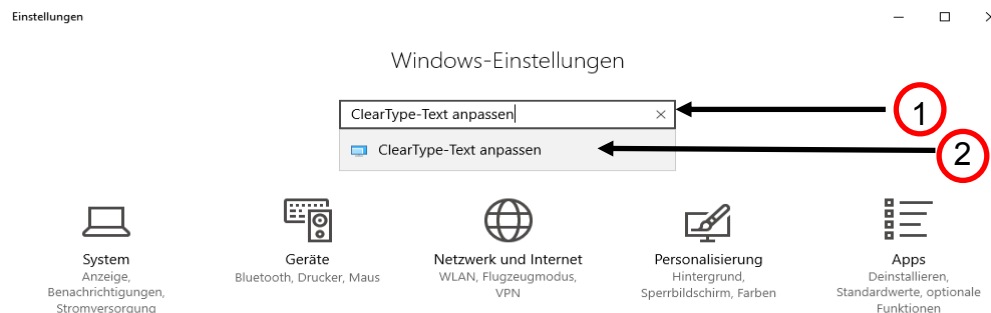 Einstellungen
Windows-Einstellungen
ClearType-Text anpassen
1
ClearType-Text anpassen
2
System
Anzeige,
Benachrichtigungen,
Stromversorgung
Geräte
Bluetooth, Drucker, Maus
Netzwerk und Internet
WLAN, Flugzeugmodus,
VPN
Personalisierung
Hintergrund,
Sperrbildschirm, Farben
Apps
Deinstallieren,
Standardwerte, optionale
Funktionen